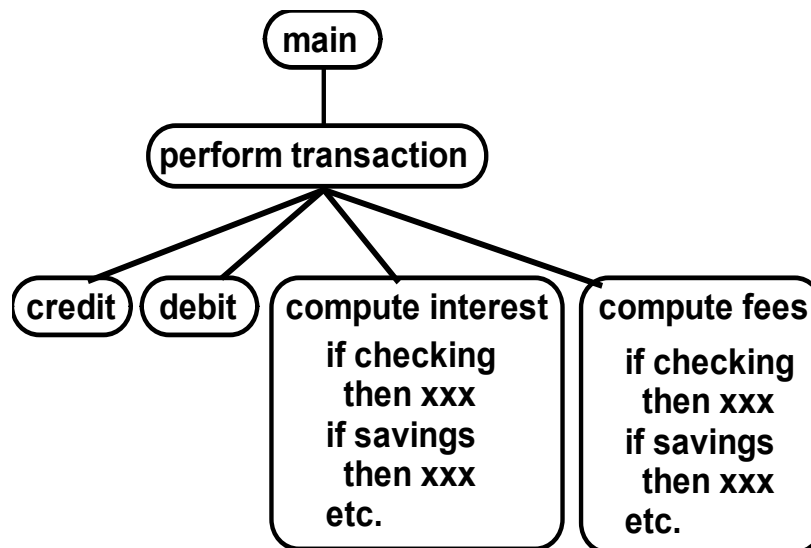 main
perform transaction
credit
debit
compute interest
if checking
then xxx
if savings
then xxx
etc.
compute fees
if checking
then xxx
if savings
then xxx
etc.